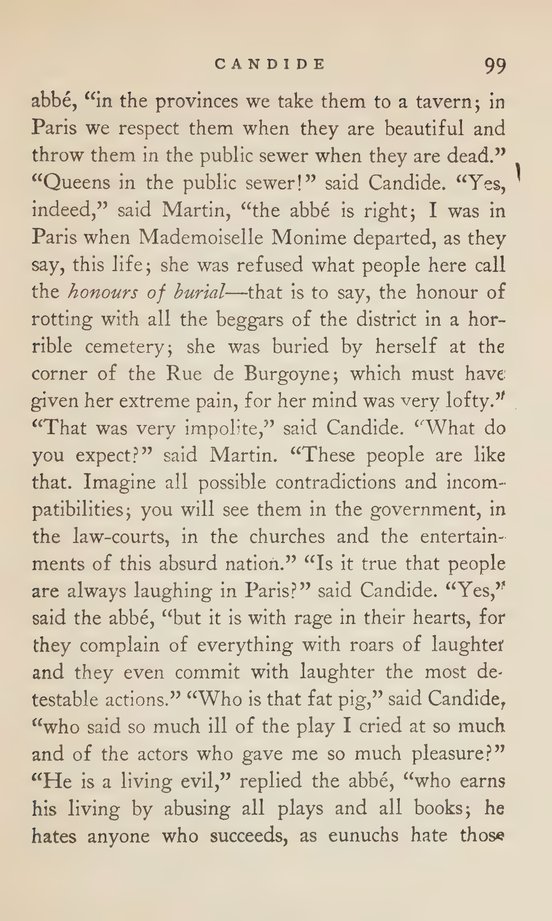 CANDIDE 99
abbé, “in the provinces we take them to a tavern; in
Paris we respect them when they are beautiful and
throw them in the public sewer when they are dead.”
“Queens in the public sewer!” said Candide. “Yes,
indeed,” said Martin, “the abbé is right; I was in
Paris when Mademoiselle Monime departed, as they
say, this life; she was refused what people here call
the honours of burial—that is to say, the honour of
rotting with all the beggars of the district in a hor-
rible cemetery; she was buried by herself at the
corner of the Rue de Burgoyne; which must have
given her extreme pain, for her mind was very lofty.”
“That was very impolite,” said Candide. “What do
you expect?” said Martin. “These people are like
that. Imagine all possible contradictions and incom-
patibilities; you will see them in the government, in
the law-courts, in the churches and the entertain-
ments of this absurd nation.” “Is it true that people
are always laughing in Paris?” said Candide. “Yes,”
said the abbé, “but it is with rage in their hearts, for
they complain of everything with roars of laughter
and they even commit with laughter the most de-
testable actions.” “Who is that fat pig,” said Candide,
“who said so much ill of the play I cried at so much
and of the actors who gave me so much pleasure?”
“He is a living evil,” replied the abbé, “who earns
his living by abusing all plays and all books; he
hates anyone who succeeds, as eunuchs hate those